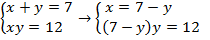 {x + y = 7 → {x = 7 − y
{xy = 12 {(7 − y)y = 12